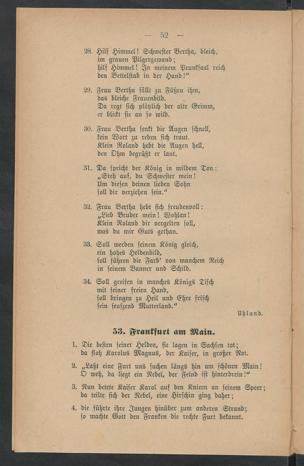 — 52 —
28. Hilf Himmel! Schwester Bertha, bleich,
im grauen Pilgergewand;
hilf Himmel! In meinem Prunksaal reich
den Bettelstab in der Hand!“
29. Frau Bertha fällt zu Füßen ihm,
das bleiche Frauenbild.
Da regt sich plötzlich der alte Grimm,
er blickt sie an so wild.
30. Frau Bertha senkt die Augen schnell,
kein Wort zu reden sich traut.
Klein Roland hebt die Augen hell,
den Ohm begrüßt er laut.
31. Da spricht der König in mildem Ton:
„Steh auf, du Schwester mein!
Um diesen deinen lieben Sohn
soll dir verziehen sein.“
32. Frau Bertha hebt sich freudenvoll:
„Lieb Bruder mein! Wohlan!
Klein Roland dir vergelten soll,
was du mir Guts gethan.
33. Soll werden seinem König gleich,
ein hohes Heldenbild,
soll führen die Farb’ von manchem Reich
in seinem Banner und Schild.
34. Soll greifen in manches Königs Tisch
mit seiner freien Hand,
soll bringen zu Heil und Ehre frisch
sein seufzend Mutterland.“
Uhland.
53. Frankfurt am Main.
1. Die besten seiner Helden, sie lagen in Sachsen tot;
da floh Karolus Magnus, der Kaiser, in großer Not.
2. „Laßt eine Furt uns suchen längs hin am schönen Main!
O weh, da liegt ein Nebel, der Feind ist hinterdrein!“
3. Nun betete Kaiser Karol auf den Knieen an seinem Speer;
da teilte sich der Nebel, eine Hirschin ging daher;
4. die führte ihre Jungen hinüber zum anderen Strand;
so machte Gott den Franken die rechte Furt bekannt.